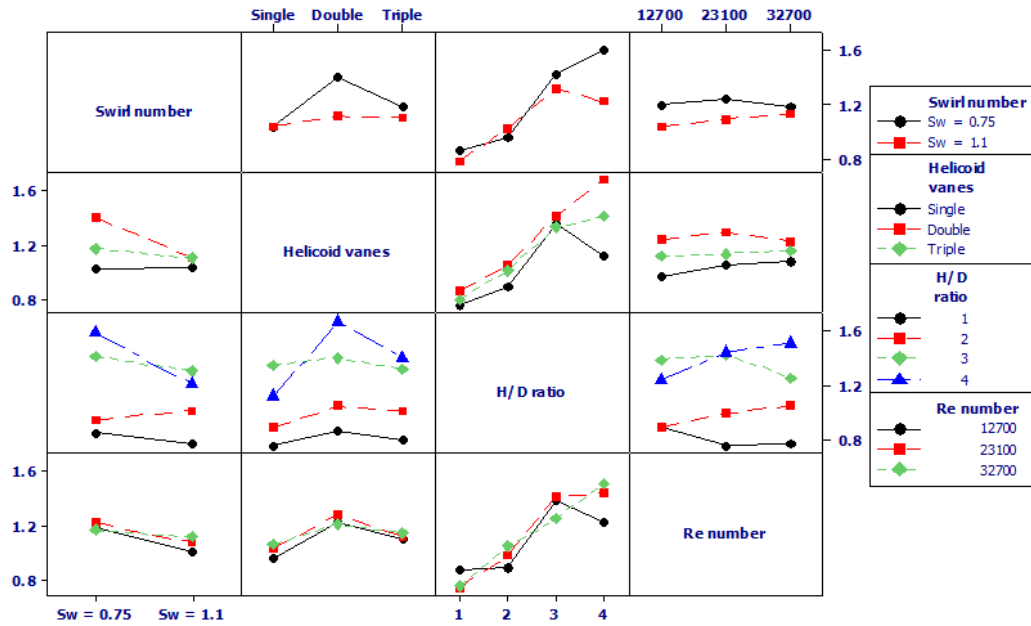 Single Double Triple
12700 23100 32700
Swirl number
1.6
1.2
0.8
1.6
1.2
0.8
Helicoid vanes
H/D ratio
1.6
1.2
0.8
1.6
1.2
0.8
Re number
Sw = 0.75 Sw = 1.1
1 2 3 4
Swirl number
Sw = 0.75
Sw = 1.1
Helicoid
vanes
Single
Double
Triple
H/D
ratio
1
2
3
4
Re number
12700
23100
32700